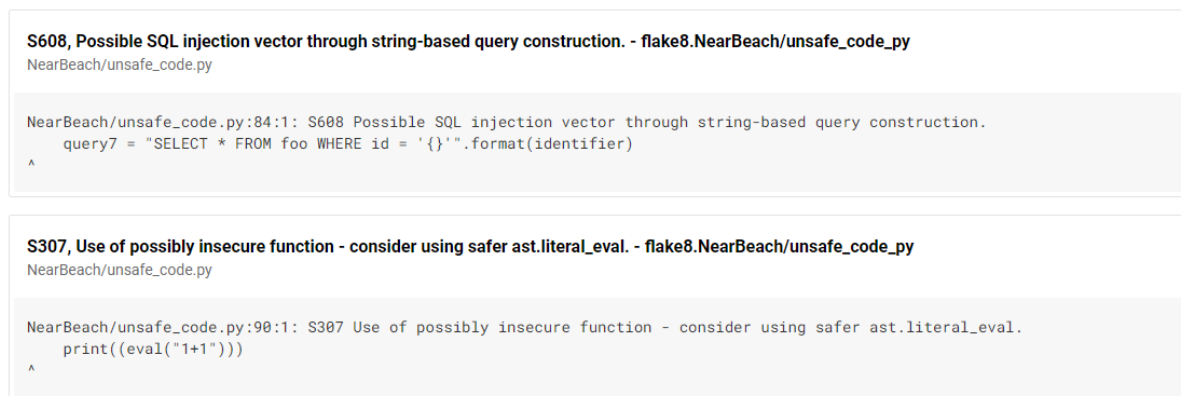 S608, Possible SQL injection vector through string-based query construction. - flake8.NearBeach/unsafe_code_py
NearBeach/unsafe_code.py
NearBeach/unsafe_code.py:84:1: S608 Possible SQL injection vector through string-based query construction.
    query7 = "SELECT * FROM foo WHERE id = '{}'".format(identifier)
^
S307, Use of possibly insecure function - consider using safer ast.literal_eval. - flake8.NearBeach/unsafe_code_py
NearBeach/unsafe_code.py
NearBeach/unsafe_code.py:90:1: S307 Use of possibly insecure function - consider using safer ast.literal_eval.
    print((eval("1+1")))
^